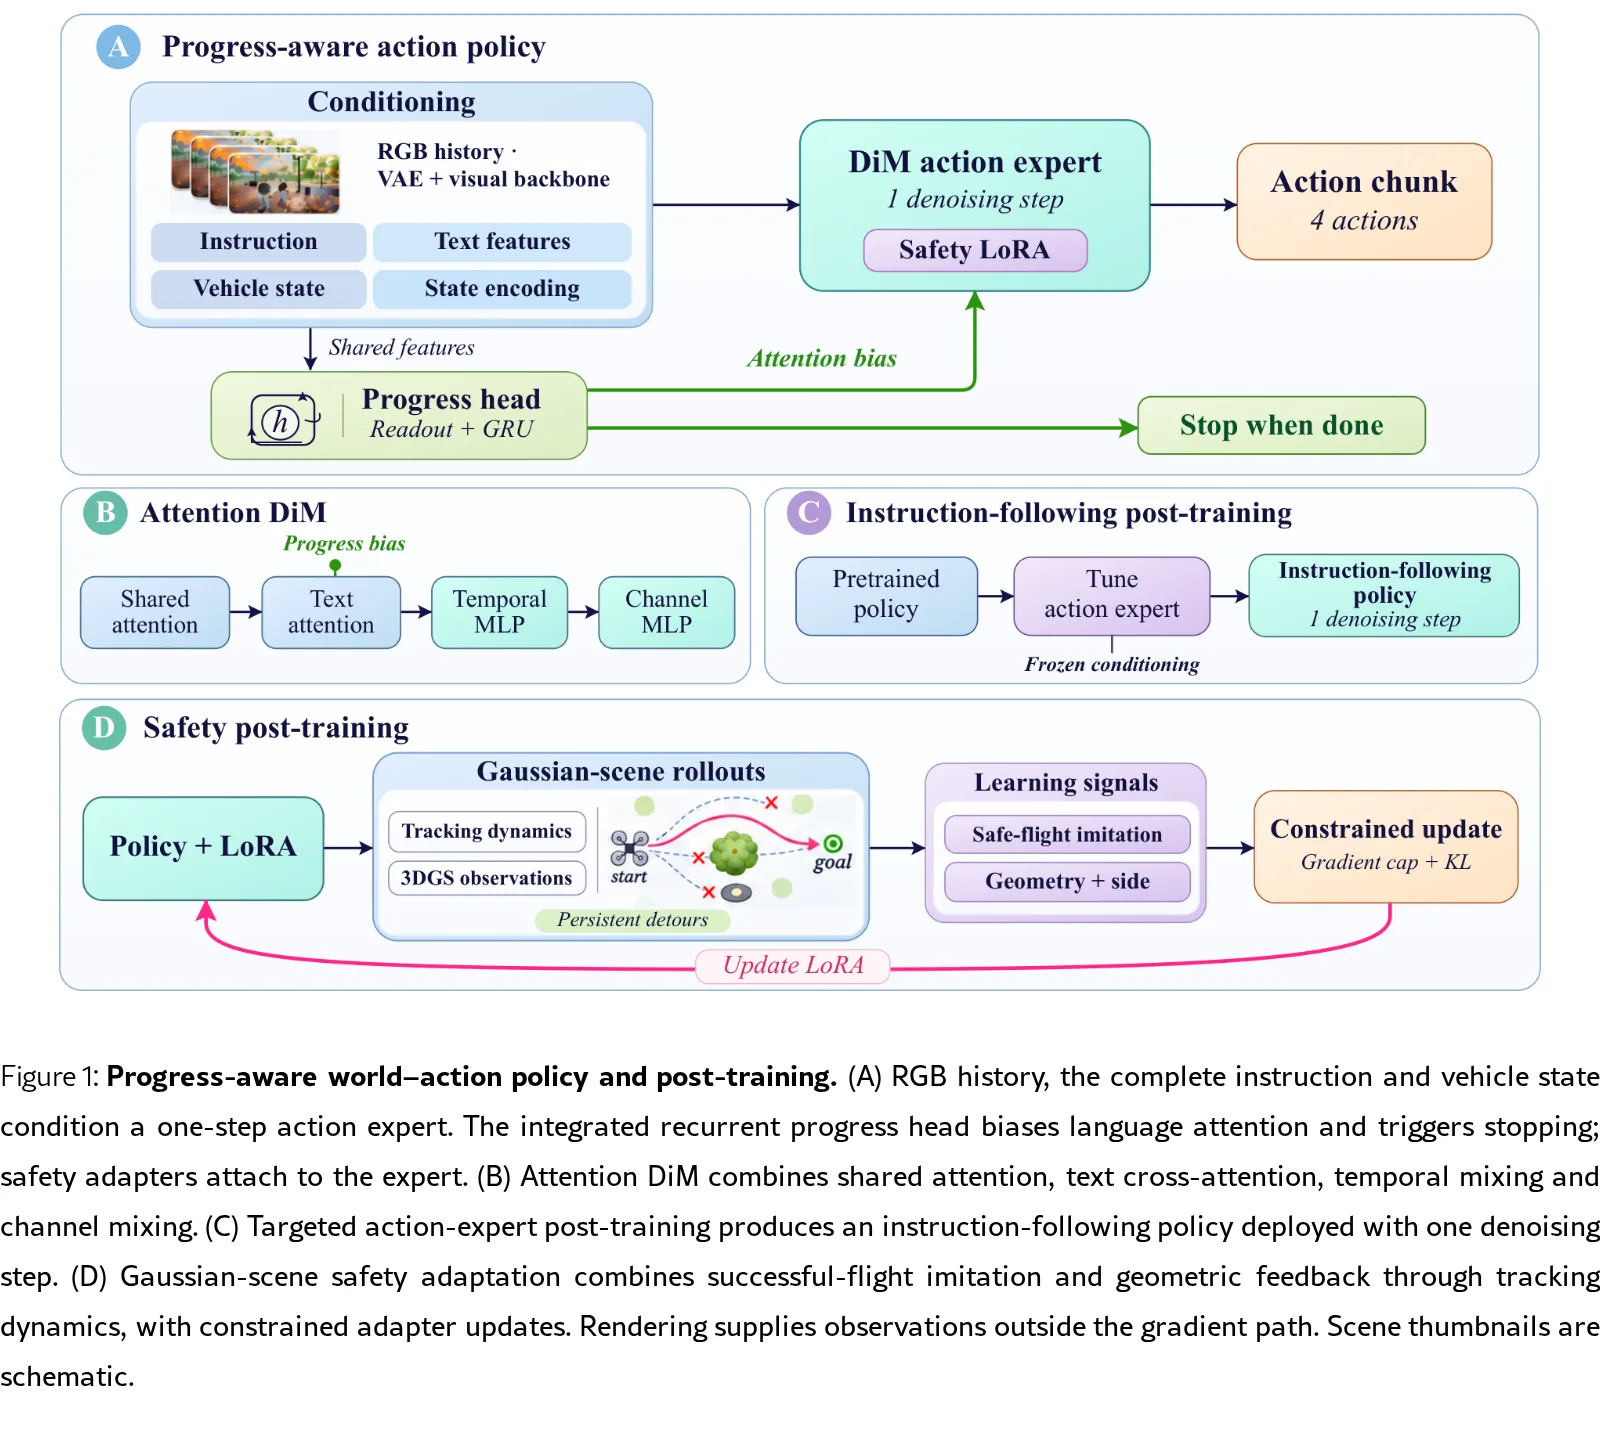 A Progress-aware action policy
Conditioning
RGB history ·
VAE + visual backbone
Instruction
Text features
Vehicle state
State encoding
DiM action expert
1 denoising step
Safety LoRA
Action chunk
4 actions
Shared features
Attention bias
h
Progress head
Readout + GRU
Stop when done
B Attention DiM
Progress bias
Shared
attention
Text
attention
Temporal
MLP
Channel
MLP
C Instruction-following post-training
Pretrained
policy
Tune
action expert
Instruction-following
policy
1 denoising step
Frozen conditioning
D Safety post-training
Policy + LoRA
Gaussian-scene rollouts
Tracking dynamics
3DGS observations
start
goal
Persistent detours
Learning signals
Safe-flight imitation
Geometry + side
Constrained update
Gradient cap + KL
Update LoRA
Figure 1: Progress-aware world–action policy and post-training. (A) RGB history, the complete instruction and vehicle state
condition a one-step action expert. The integrated recurrent progress head biases language attention and triggers stopping;
safety adapters attach to the expert. (B) Attention DiM combines shared attention, text cross-attention, temporal mixing and
channel mixing. (C) Targeted action-expert post-training produces an instruction-following policy deployed with one denoising
step. (D) Gaussian-scene safety adaptation combines successful-flight imitation and geometric feedback through tracking
dynamics, with constrained adapter updates. Rendering supplies observations outside the gradient path. Scene thumbnails are
schematic.